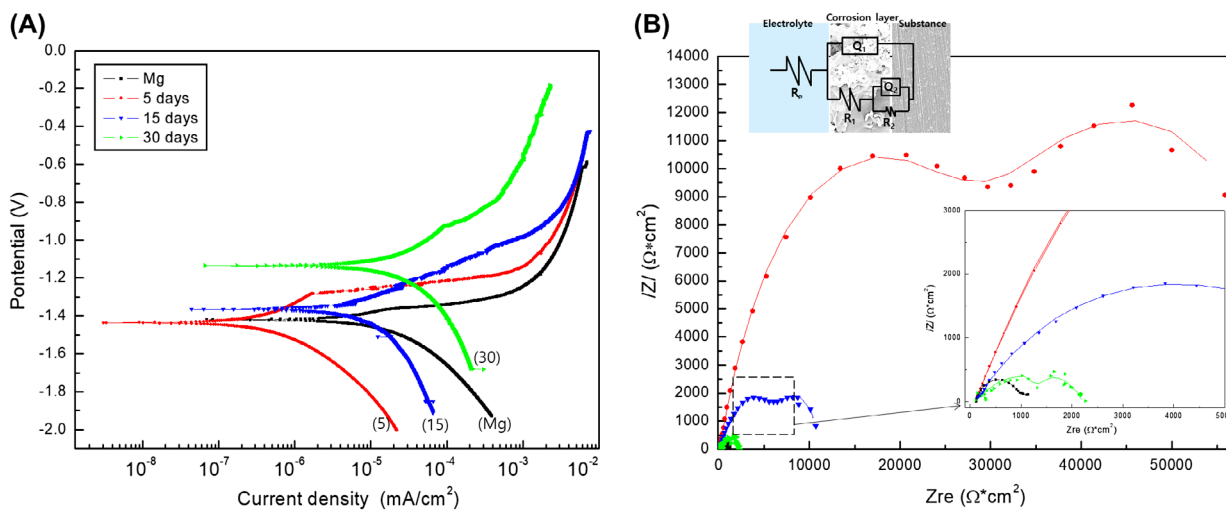 (A)
Pontential (V)
0.0
-0.2
-0.4
-0.6
-0.8
-1.0
-1.2
-1.4
-1.6
-1.8
-2.0
Mg
5 days
15 days
30 days
(5)
(15)
(30)
(Mg)
10⁻⁸ 10⁻⁷ 10⁻⁶ 10⁻⁵ 10⁻⁴ 10⁻³ 10⁻²
Current density (mA/cm²)
(B)
Electrolyte Corrosion layer Substance
Q₁
Q₂
R₁
R₂
/Z/ (Ω*cm²)
14000
13000
12000
11000
10000
9000
8000
7000
6000
5000
4000
3000
2000
1000
0
0 10000 20000 30000 40000 50000
Zre (Ω*cm²)
/Z/ (Ω*cm²)
3000
2000
1000
0
0 1000 2000 3000 4000 500
Zre (Ω*cm²)